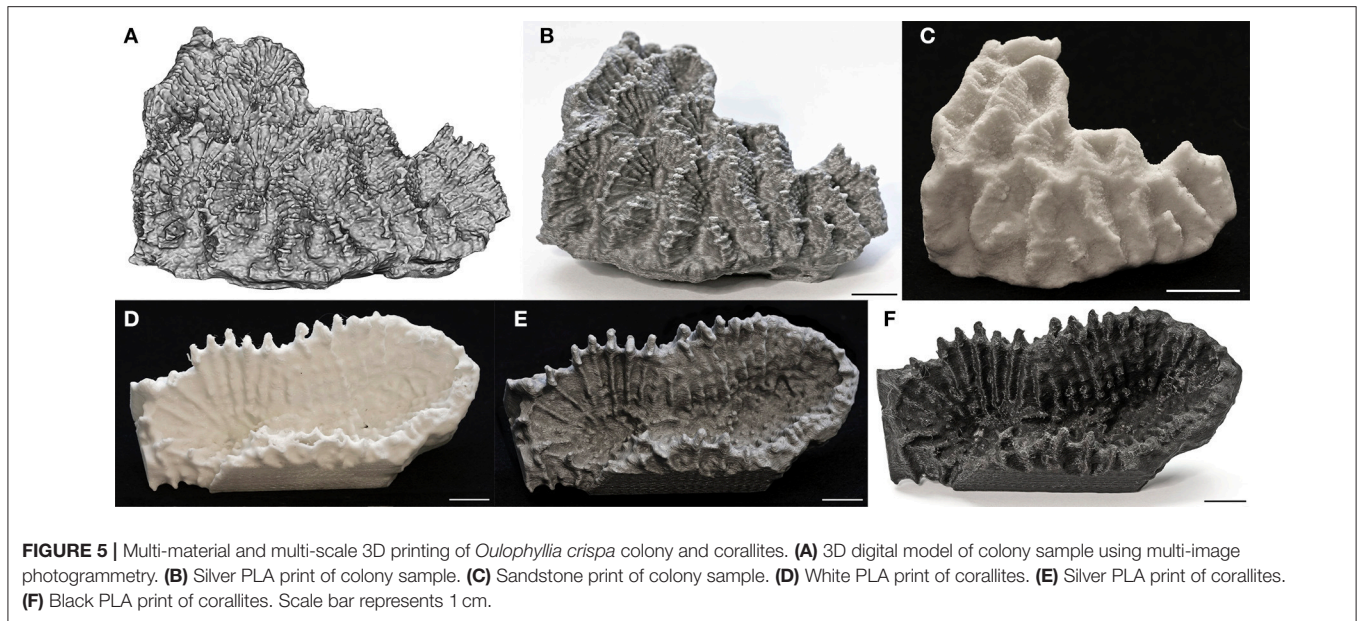 A
B
C
D
E
F
FIGURE 5 | Multi-material and multi-scale 3D printing of Oulophyllia crispa colony and corallites. (A) 3D digital model of colony sample using multi-image
photogrammetry. (B) Silver PLA print of colony sample. (C) Sandstone print of colony sample. (D) White PLA print of corallites. (E) Silver PLA print of corallites.
(F) Black PLA print of corallites. Scale bar represents 1 cm.